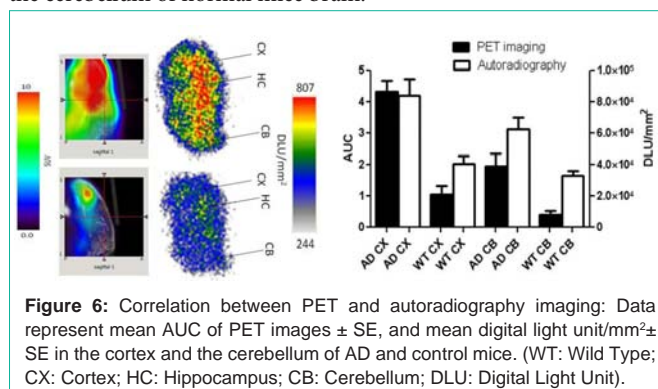 the cerebellum of normal mice brain.
PET imaging
Autoradiography
10
SUV
0.0
sagittal 1
sagittal 1
CX
HC
CB
CX
HC
CB
807
DLU/mm²
244
AUC
5
4
3
2
1
0
1.0×10⁵
8.0×10⁴
6.0×10⁴
4.0×10⁴
2.0×10⁴
0
DLU/mm²
AD CX
AD CX
WT CX
WT CX
AD CB
AD CB
WT CB
WT CB
Figure 6: Correlation between PET and autoradiography imaging: Data
represent mean AUC of PET images ± SE, and mean digital light unit/mm²±
SE in the cortex and the cerebellum of AD and control mice. (WT: Wild Type;
CX: Cortex; HC: Hippocampus; CB: Cerebellum; DLU: Digital Light Unit).